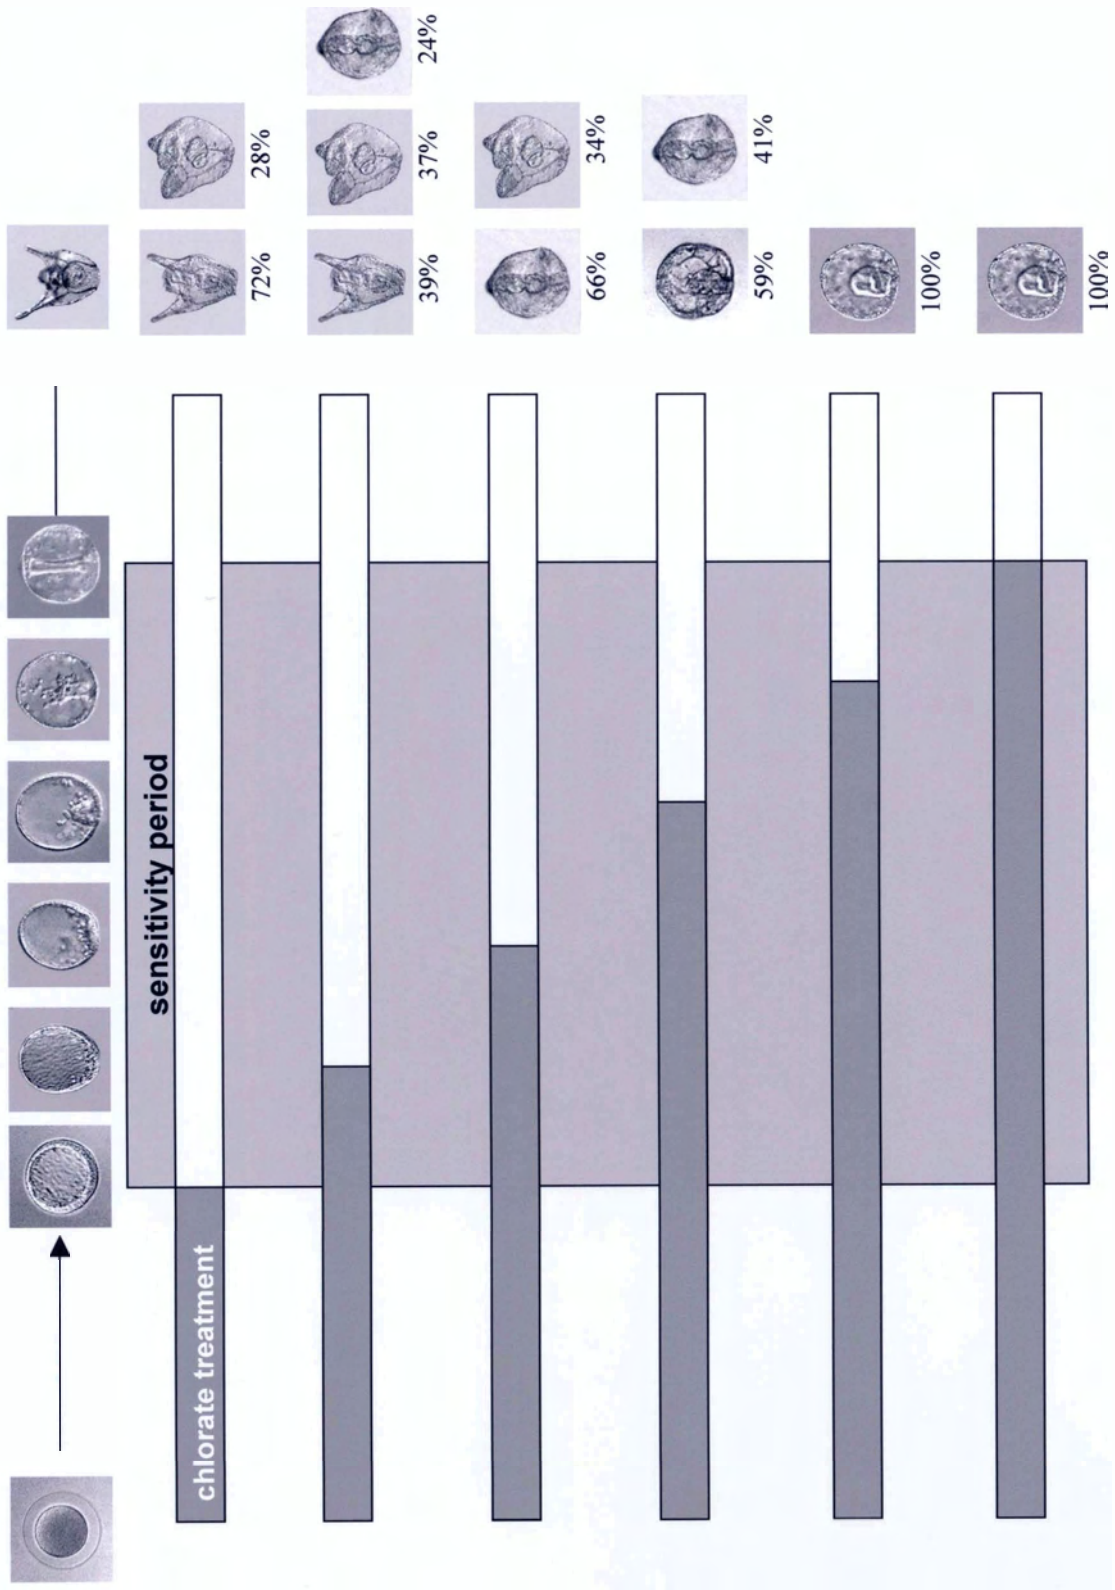 sensitivity period
chlorate treatment
72% 28%
39% 37% 24%
66% 34%
59% 41%
100%
100%